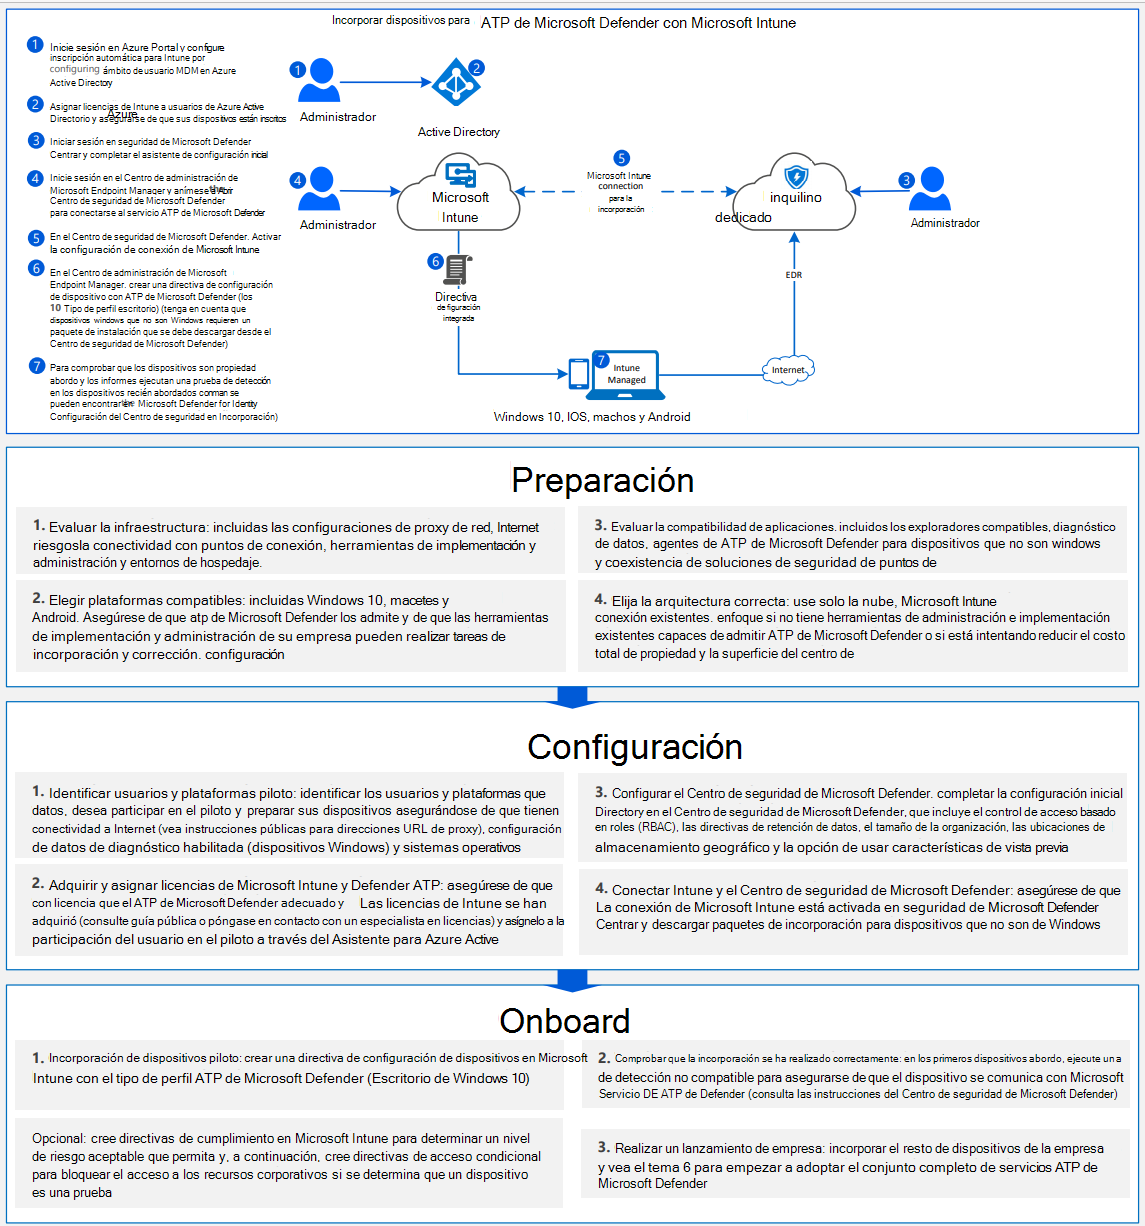 Incorporar dispositivos para ATP de Microsoft Defender con Microsoft Intune
1 Inicie sesión en Azure Portal y configure
inscripción automática para Intune por
configuring ámbito de usuario MDM en Azure
Active Directory
2 Asignar licencias de Intune a usuarios de Azure Active
Azure
Directorio y asegurarse de que sus dispositivos están inscritos
3 Iniciar sesión en seguridad de Microsoft Defender
Centrar y completar el asistente de configuración inicial
4 Inicie sesión en el Centro de administración de
Microsoft Endpoint Manager y anímese a Abrir
the
Centro de seguridad de Microsoft Defender
para conectarse al servicio ATP de Microsoft Defender
5 En el Centro de seguridad de Microsoft Defender. Activar
la configuración de conexión de Microsoft Intune
6 En el Centro de administración de Microsoft
Endpoint Manager. crear una directiva de configuración
de dispositivo con ATP de Microsoft Defender (los
10 Tipo de perfil escritorio) (tenga en cuenta que
dispositivos windows que no son Windows requieren un
paquete de instalación que se debe descargar desde el
Centro de seguridad de Microsoft Defender)
7 Para comprobar que los dispositivos son propiedad
abordo y los informes ejecutan una prueba de detección
en los dispositivos recién abordados comman se
pueden encontrar en the Microsoft Defender for Identity
Configuración del Centro de seguridad en Incorporación)
1
Administrador
2
Active Directory
4
Administrador
Microsoft
Intune
5
Microsoft Intune
connection
para la
incorporación
inquilino
dedicado
3
Administrador
6
Directiva
de figuración
integrada
EDR
7
Intune
Managed
Internet
Windows 10, IOS, machos y Android
Preparación
1. Evaluar la infraestructura: incluidas las configuraciones de proxy de red, Internet
riesgosla conectividad con puntos de conexión, herramientas de implementación y
administración y entornos de hospedaje.
2. Elegir plataformas compatibles: incluidas Windows 10, macetes y
Android. Asegúrese de que atp de Microsoft Defender los admite y de que las herramientas
de implementación y administración de su empresa pueden realizar tareas de
incorporación y corrección. configuración
3. Evaluar la compatibilidad de aplicaciones. incluidos los exploradores compatibles, diagnóstico
de datos, agentes de ATP de Microsoft Defender para dispositivos que no son windows
y coexistencia de soluciones de seguridad de puntos de
4. Elija la arquitectura correcta: use solo la nube, Microsoft Intune
conexión existentes. enfoque si no tiene herramientas de administración e implementación
existentes capaces de admitir ATP de Microsoft Defender o si está intentando reducir el costo
total de propiedad y la superficie del centro de
Configuración
1. Identificar usuarios y plataformas piloto: identificar los usuarios y plataformas que
datos, desea participar en el piloto y preparar sus dispositivos asegurándose de que tienen
conectividad a Internet (vea instrucciones públicas para direcciones URL de proxy), configuración
de datos de diagnóstico habilitada (dispositivos Windows) y sistemas operativos
2. Adquirir y asignar licencias de Microsoft Intune y Defender ATP: asegúrese de que
con licencia que el ATP de Microsoft Defender adecuado y Las licencias de Intune se han
adquirió (consulte guía pública o póngase en contacto con un especialista en licencias) y asígnelo a la
participación del usuario en el piloto a través del Asistente para Azure Active
3. Configurar el Centro de seguridad de Microsoft Defender. completar la configuración inicial
Directory en el Centro de seguridad de Microsoft Defender, que incluye el control de acceso basado
en roles (RBAC), las directivas de retención de datos, el tamaño de la organización, las ubicaciones de
almacenamiento geográfico y la opción de usar características de vista previa
4. Conectar Intune y el Centro de seguridad de Microsoft Defender: asegúrese de que
La conexión de Microsoft Intune está activada en seguridad de Microsoft Defender
Centrar y descargar paquetes de incorporación para dispositivos que no son de Windows
Onboard
1. Incorporación de dispositivos piloto: crear una directiva de configuración de dispositivos en Microsoft
Intune con el tipo de perfil ATP de Microsoft Defender (Escritorio de Windows 10)
Opcional: cree directivas de cumplimiento en Microsoft Intune para determinar un nivel
de riesgo aceptable que permita y, a continuación, cree directivas de acceso condicional
para bloquear el acceso a los recursos corporativos si se determina que un dispositivo
es una prueba
2. Comprobar que la incorporación se ha realizado correctamente: en los primeros dispositivos abordo, ejecute una
de detección no compatible para asegurarse de que el dispositivo se comunica con Microsoft
Servicio DE ATP de Defender (consulta las instrucciones del Centro de seguridad de Microsoft Defender)
3. Realizar un lanzamiento de empresa: incorporar el resto de dispositivos de la empresa
y vea el tema 6 para empezar a adoptar el conjunto completo de servicios ATP de
Microsoft Defender